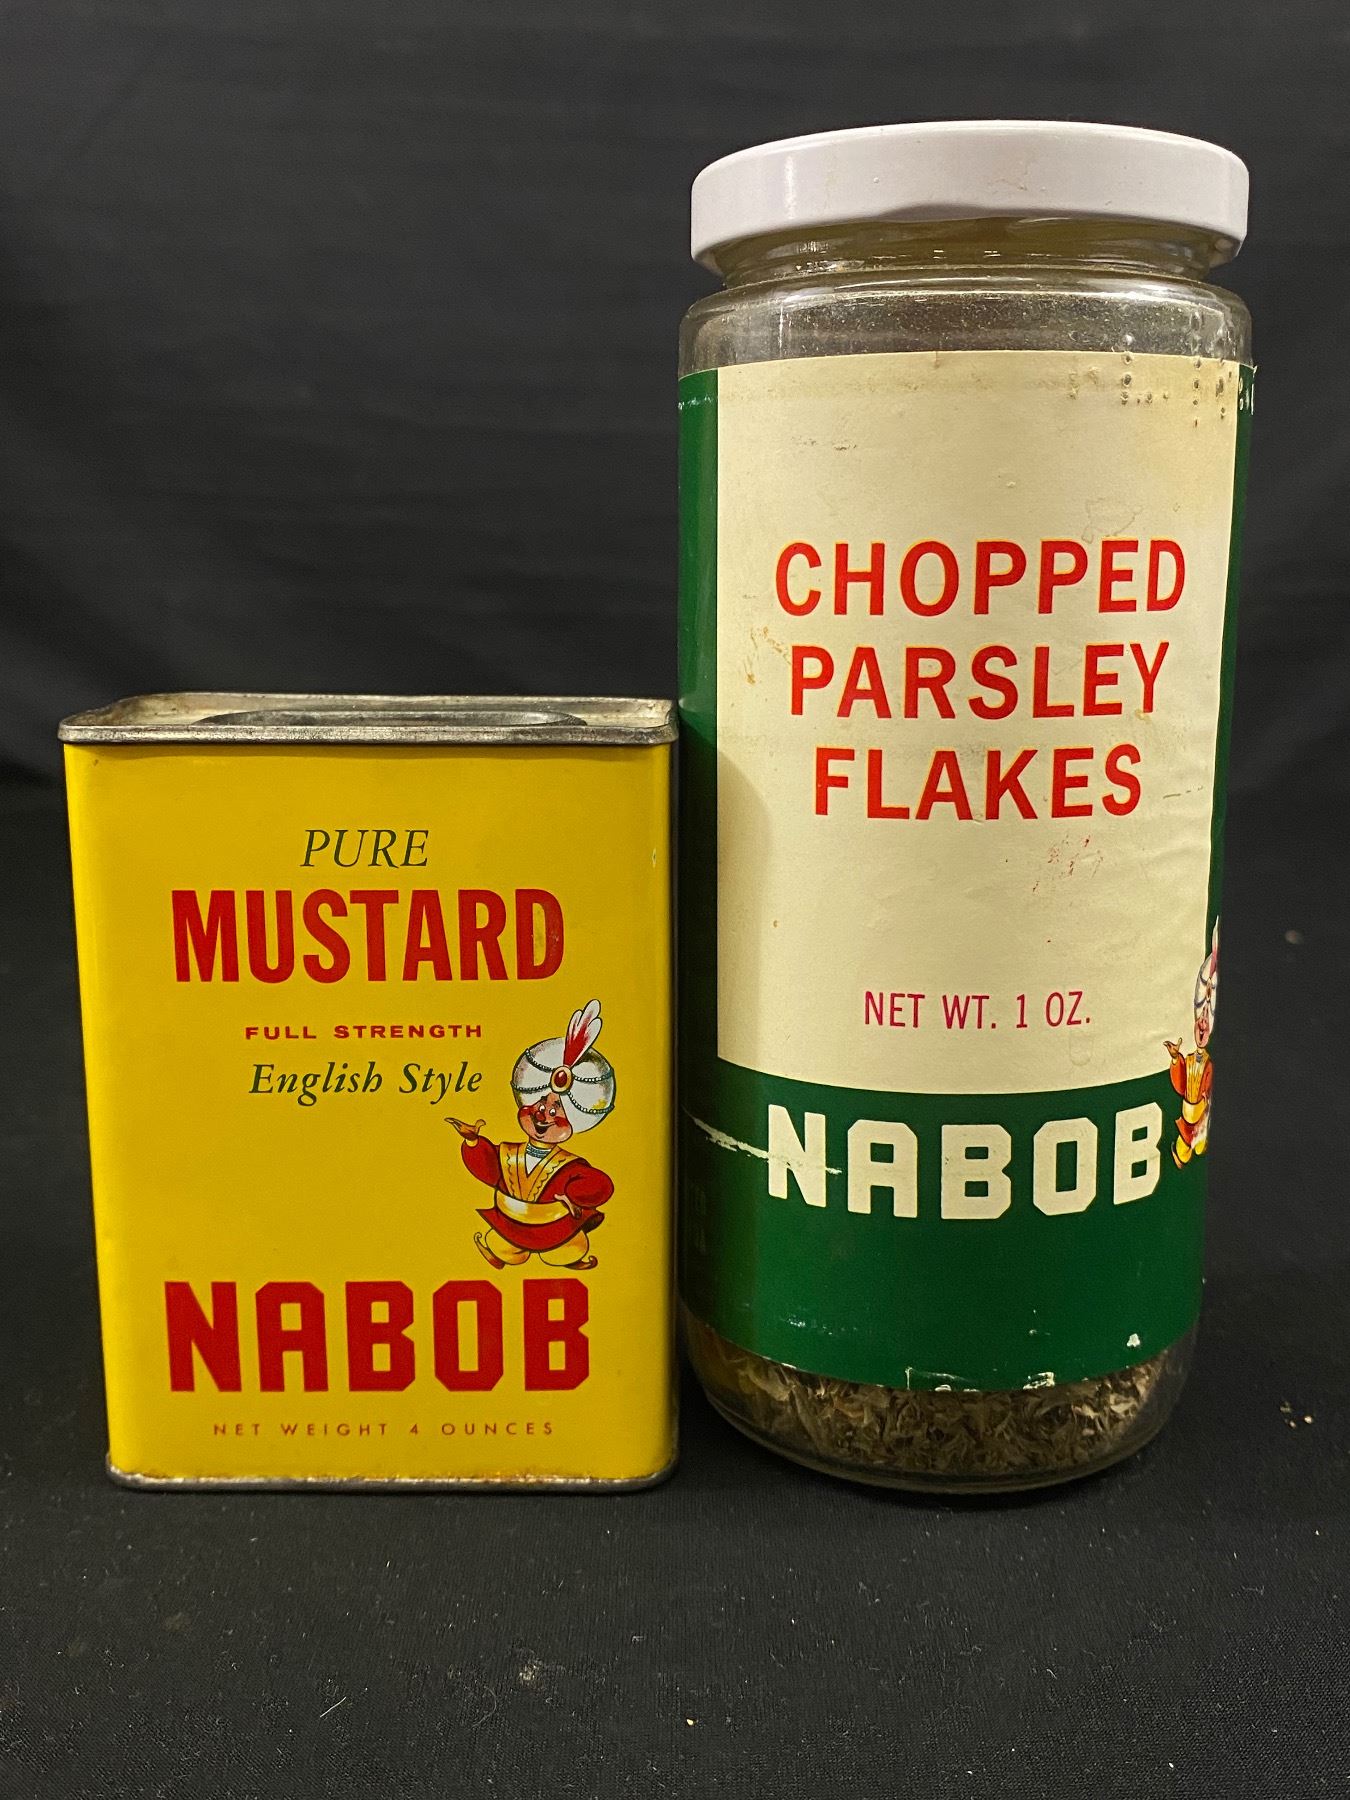 PURE
MUSTARD
FULL STRENGTH
English Style
NABOB
NET WEIGHT 4 OUNCES
CHOPPED
PARSLEY
FLAKES
NET WT. 1 OZ.
NABOB